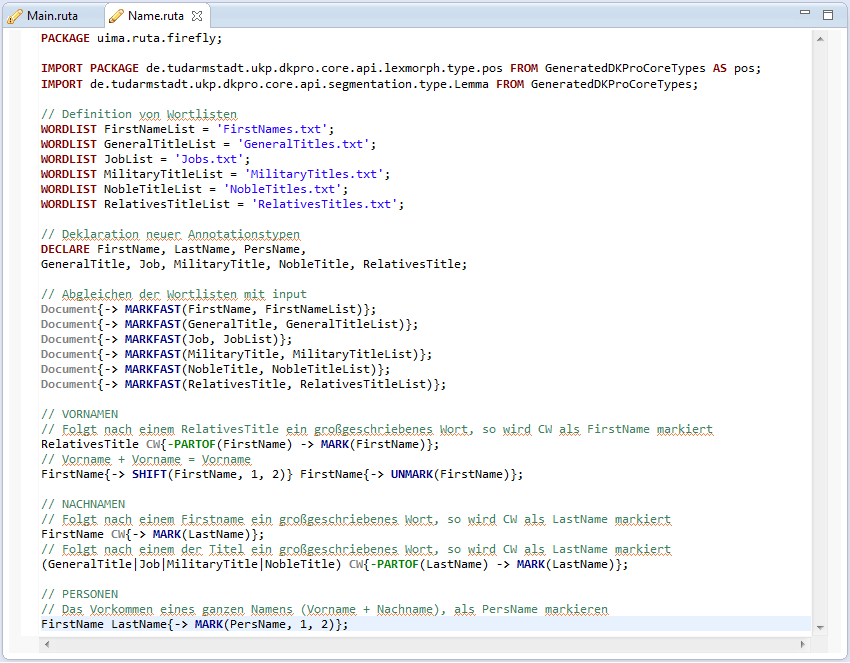 Main.ruta Name.ruta
PACKAGE uima.ruta.firefly;
IMPORT PACKAGE de.tudarmstadt.ukp.dkpro.core.api.lexmorph.type.pos FROM GeneratedDKProCoreTypes AS pos;
IMPORT de.tudarmstadt.ukp.dkpro.core.api.segmentation.type.Lemma FROM GeneratedDKProCoreTypes;
// Definition von Wortlisten
WORDLIST FirstNameList = 'FirstNames.txt';
WORDLIST GeneralTitleList = 'GeneralTitles.txt';
WORDLIST JobList = 'Jobs.txt';
WORDLIST MilitaryTitleList = 'MilitaryTitles.txt';
WORDLIST NobleTitleList = 'NobleTitles.txt';
WORDLIST RelativesTitleList = 'RelativesTitles.txt';
// Deklaration neuer Annotationstypen
DECLARE FirstName, LastName, PersName,
GeneralTitle, Job, MilitaryTitle, NobleTitle, RelativesTitle;
// Abgleichen der Wortlisten mit input
Document{-> MARKFAST(FirstName, FirstNameList)};
Document{-> MARKFAST(GeneralTitle, GeneralTitleList)};
Document{-> MARKFAST(Job, JobList)};
Document{-> MARKFAST(MilitaryTitle, MilitaryTitleList)};
Document{-> MARKFAST(NobleTitle, NobleTitleList)};
Document{-> MARKFAST(RelativesTitle, RelativesTitleList)};
// VORNAMEN
// Folgt nach einem RelativesTitle ein großgeschriebenes Wort, so wird CW als FirstName markiert
RelativesTitle CW{-PARTOF(FirstName) -> MARK(FirstName)};
// Vorname + Vorname = Vorname
FirstName{-> SHIFT(FirstName, 1, 2)} FirstName{-> UNMARK(FirstName)};
// NACHNAMEN
// Folgt nach einem Firstname ein großgeschriebenes Wort, so wird CW als LastName markiert
FirstName CW{-> MARK(LastName)};
// Folgt nach einem der Titel ein großgeschriebenes Wort, so wird CW als LastName markiert
(GeneralTitle|Job|MilitaryTitle|NobleTitle) CW{-PARTOF(LastName) -> MARK(LastName)};
// PERSONEN
// Das Vorkommen eines ganzen Namens (Vorname + Nachname), als PersName markieren
FirstName LastName{-> MARK(PersName, 1, 2)};